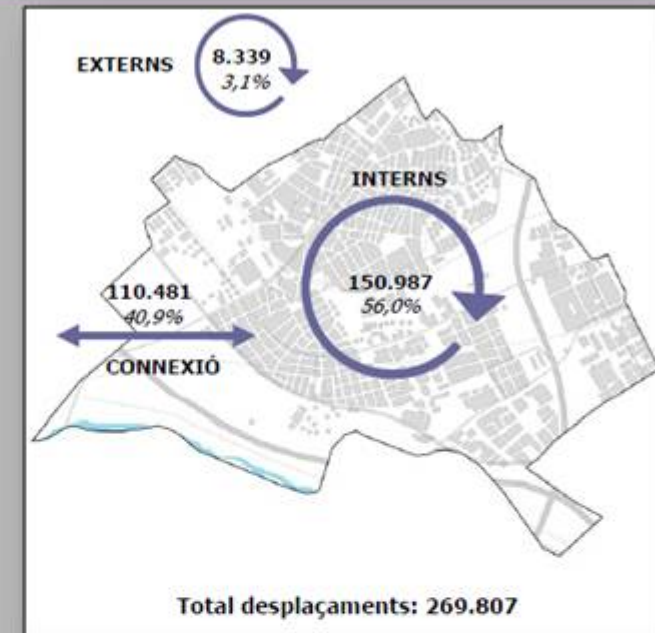 EXTERNS
8.339
3,1%
INTERNS
150.987
56,0%
110.481
40,9%
CONNEXIÓ
Total desplaçaments: 269.807